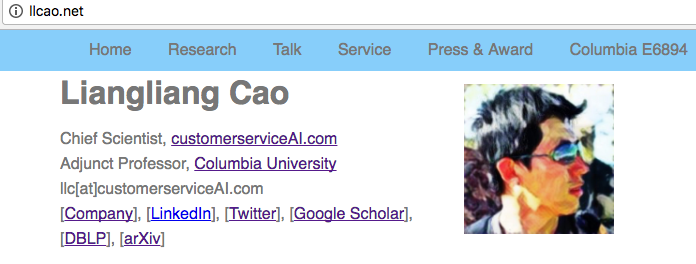 llcao.net
Home Research Talk Service Press & Award Columbia E6894
Liangliang Cao
Chief Scientist, customerserviceAI.com
Adjunct Professor, Columbia University
llc[at]customerserviceAI.com
[Company], [LinkedIn], [Twitter], [Google Scholar],
[DBLP], [arXiv]